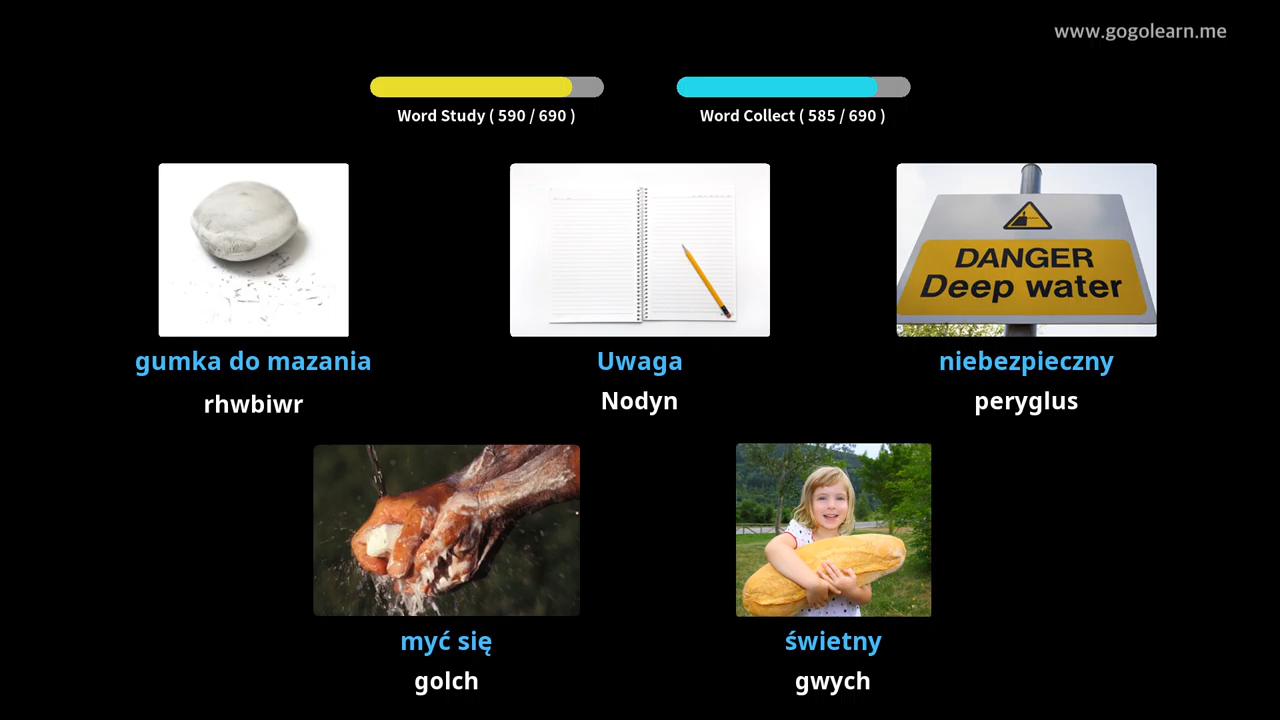 www.gogolearn.me
Word Study ( 590 / 690 )
Word Collect ( 585 / 690 )
DANGER
Deep water
gumka do mazania
Uwaga
niebezpieczny
rhwbiwr
Nodyn
peryglus
myć się
świetny
golch
gwych